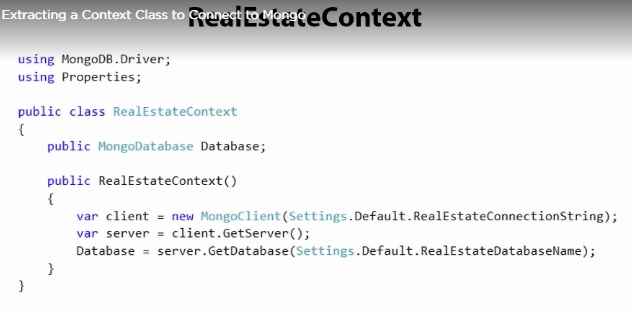 Extracting a Context Class to Connect to Mongo
RealEstateContext
using MongoDB.Driver;
using Properties;
public class RealEstateContext
{
public MongoDatabase Database;
public RealEstateContext()
{
var client = new MongoClient(Settings.Default.RealEstateConnectionString);
var server = client.GetServer();
Database = server.GetDatabase(Settings.Default.RealEstateDatabaseName);
}
}